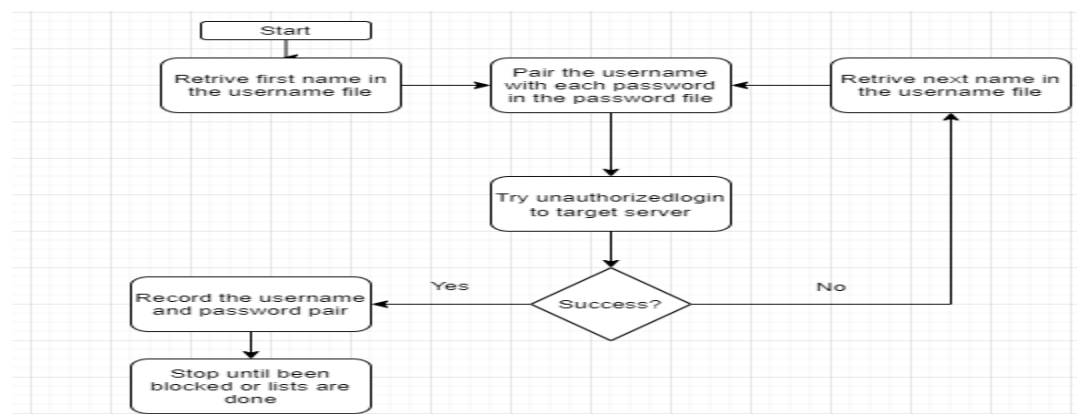 Start
Retrive first name in
the username file
Pair the username
with each password
in the password file
Retrive next name in
the username file
Try unauthorizedlogin
to target server
Success?
Yes
No
Record the username
and password pair
Stop until been
blocked or lists are
done